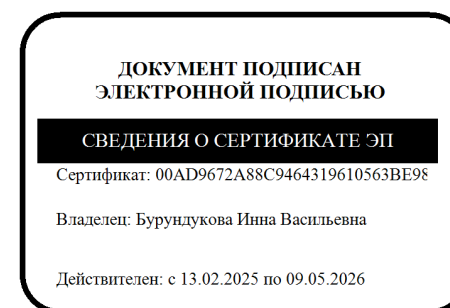 ДОКУМЕНТ ПОДПИСАН
ЭЛЕКТРОННОЙ ПОДПИСЬЮ
СВЕДЕНИЯ О СЕРТИФИКАТЕ ЭП
Сертификат: 00AD9672A88C9464319610563BE98
Владелец: Бурундукова Инна Васильевна
Действителен: с 13.02.2025 по 09.05.2026